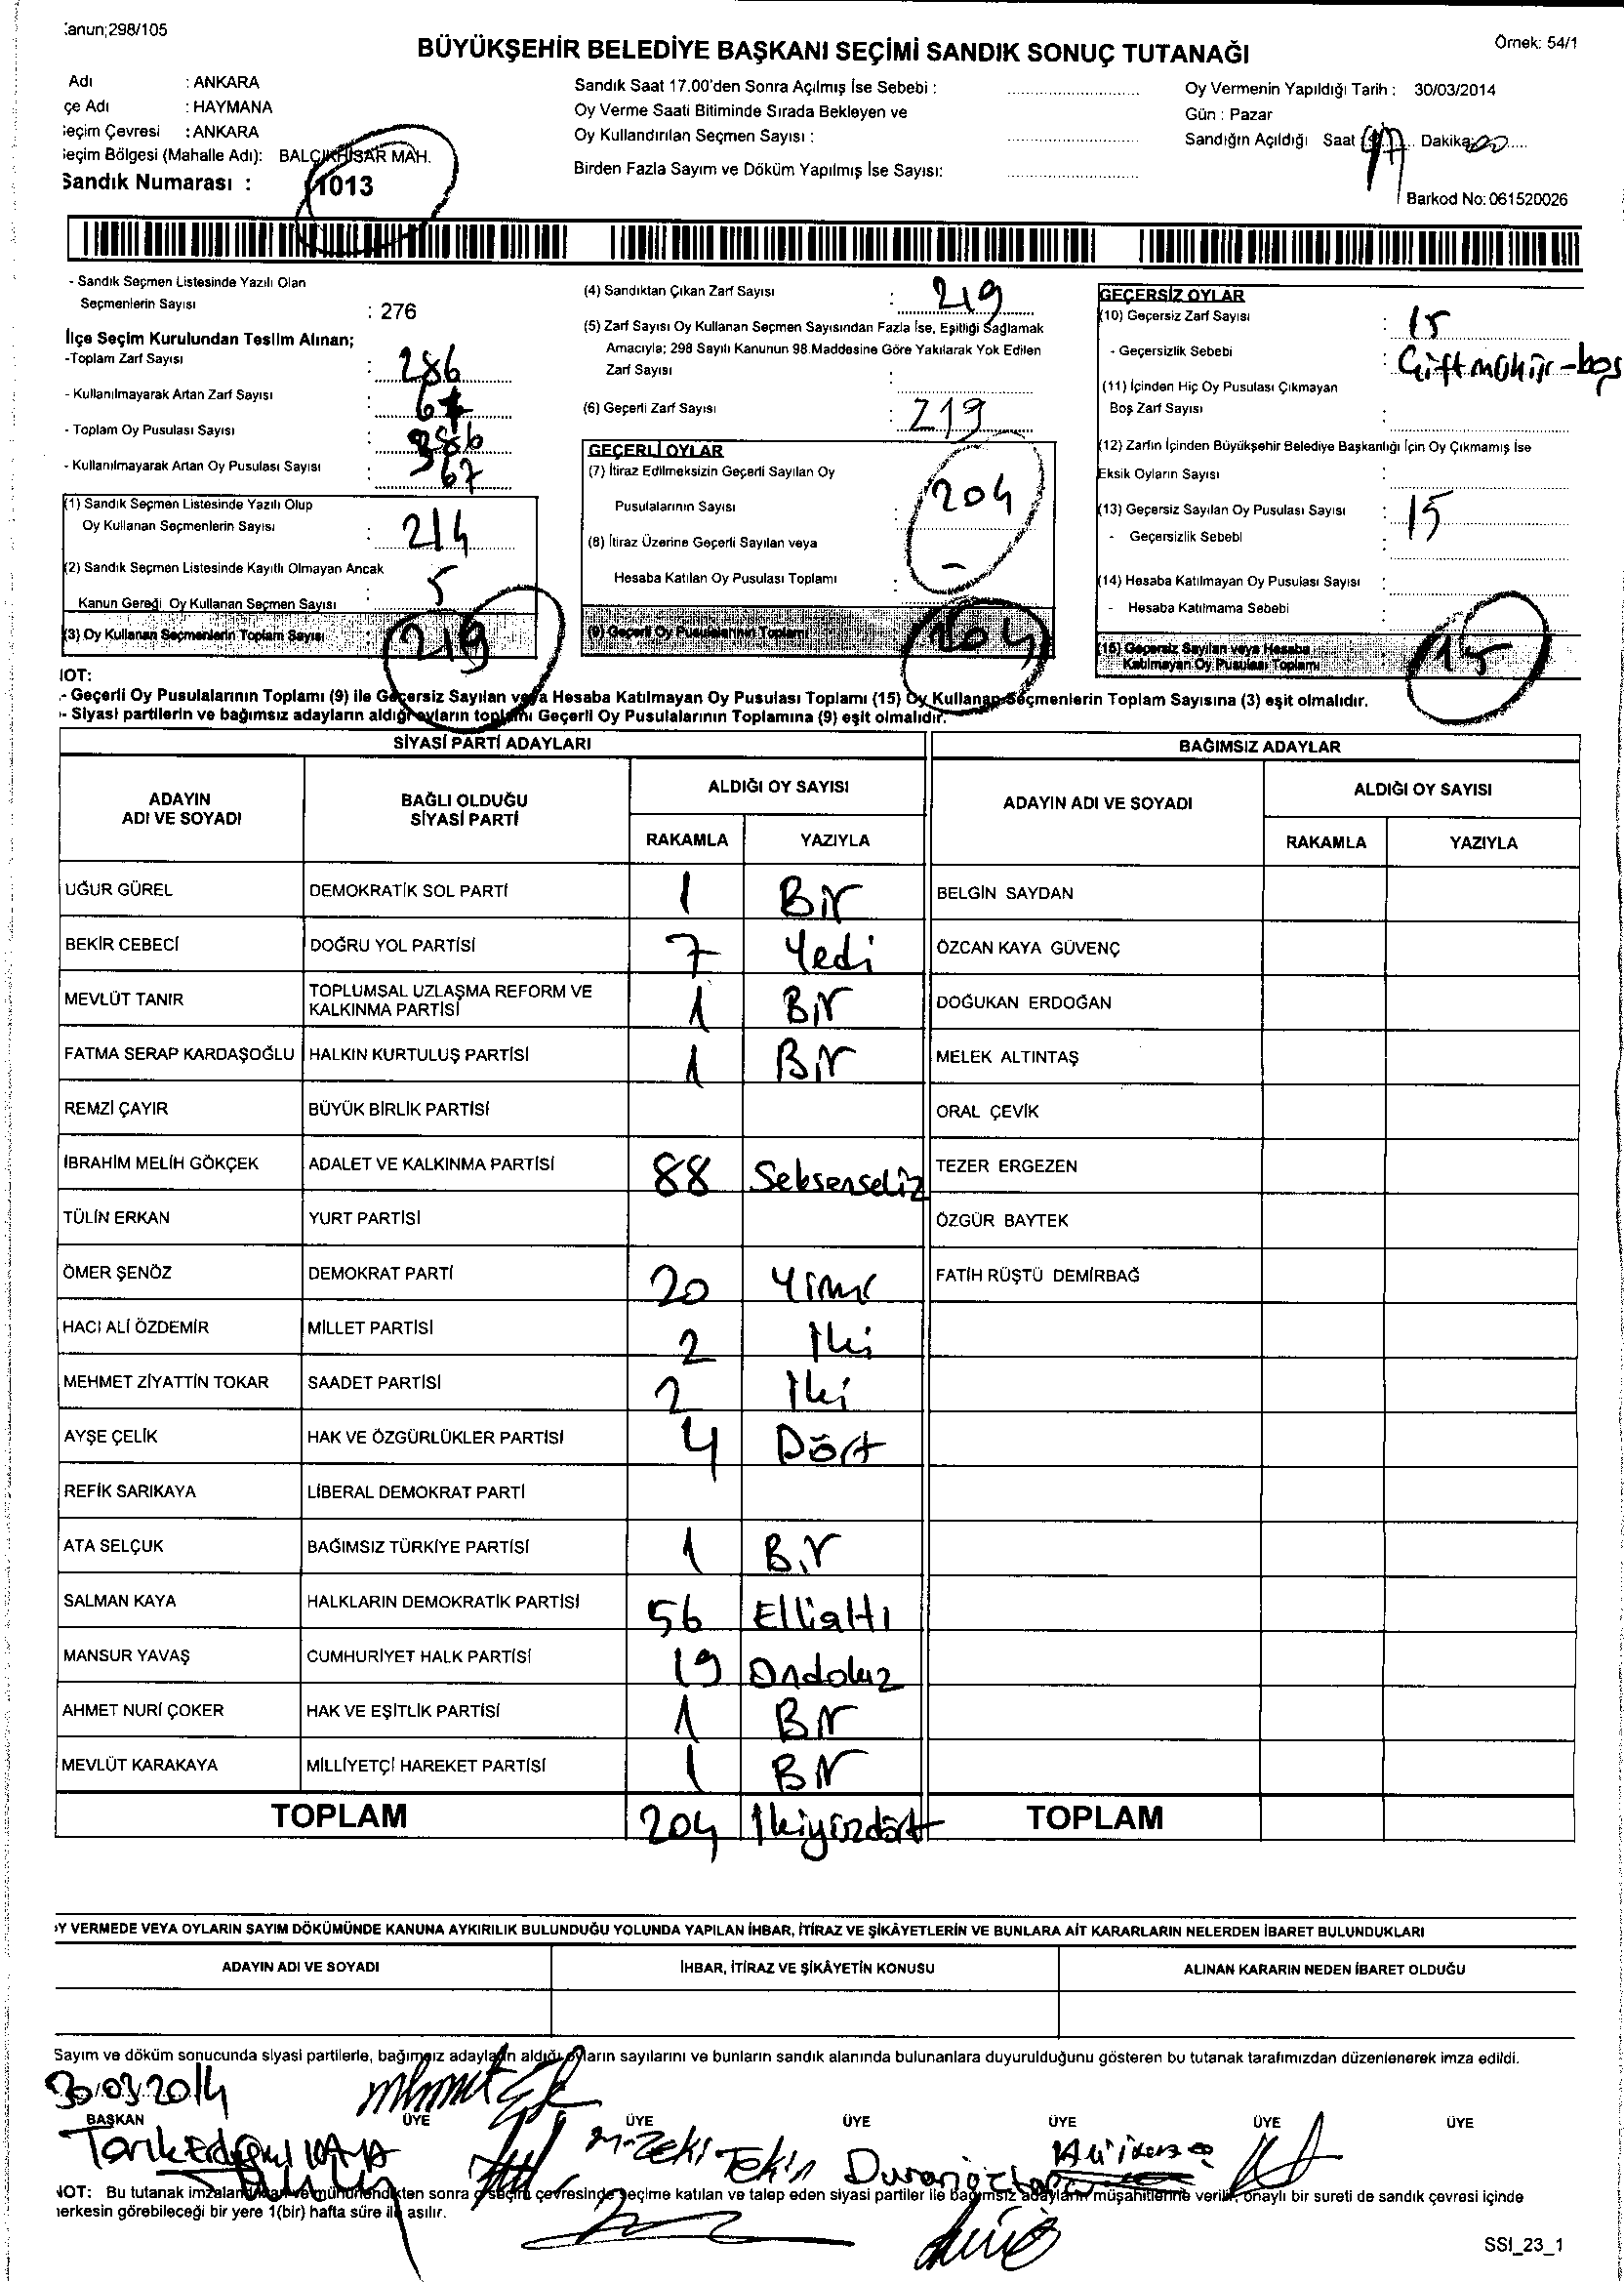 anun;298/105
Örnek: 54/1
BÜYÜKŞEHİR BELEDİYE BAŞKANI SEÇİMİ SANDIK SONUÇ TUTANAĞI
Adı : ANKARA
çe Adı : HAYMANA
eçim Çevresi : ANKARA
eçim Bölgesi (Mahalle Adı): BALÇIKHİSAR MAH.
Sandık Numarası : 1013
Sandık Saat 17.00'den Sonra Açılmış İse Sebebi :
Oy Verme Saati Bitiminde Sırada Bekleyen ve
Oy Kullandırılan Seçmen Sayısı :
Birden Fazla Sayım ve Döküm Yapılmış İse Sayısı:
Oy Vermenin Yapıldığı Tarih : 30/03/2014
Gün : Pazar
Sandığın Açıldığı Saat 17 Dakika 00
Barkod No: 061520026
- Sandık Seçmen Listesinde Yazılı Olan
Seçmenlerin Sayısı : 276
İlçe Seçim Kurulundan Teslim Alınan;
-Toplam Zarf Sayısı : 286
- Kullanılmayarak Artan Zarf Sayısı : 67
- Toplam Oy Pusulası Sayısı : 286
- Kullanılmayarak Artan Oy Pusulası Sayısı : 67
(1) Sandık Seçmen Listesinde Yazılı Olup
Oy Kullanan Seçmenlerin Sayısı : 214
(2) Sandık Seçmen Listesinde Kayıtlı Olmayan Ancak
Kanun Gereği Oy Kullanan Seçmen Sayısı : 5
(3) Oy Kullanan Seçmenlerin Toplam Sayısı : 219
(4) Sandıktan Çıkan Zarf Sayısı : 219
(5) Zarf Sayısı Oy Kullanan Seçmen Sayısından Fazla İse, Eşitliği Sağlamak
Amacıyla; 298 Sayılı Kanunun 98.Maddesine Göre Yakılarak Yok Edilen
Zarf Sayısı :
(6) Geçerli Zarf Sayısı : 219
GEÇERLİ OYLAR
(7) İtiraz Edilmeksizin Geçerli Sayılan Oy
Pusulalarının Sayısı : 204
(8) İtiraz Üzerine Geçerli Sayılan veya
Hesaba Katılan Oy Pusulası Toplamı : -
(9) Geçerli Oy Pusulalarının Toplamı 204
GEÇERSİZ OYLAR
(10) Geçersiz Zarf Sayısı : 15
- Geçersizlik Sebebi : Çift mühür-boş
(11) İçinden Hiç Oy Pusulası Çıkmayan
Boş Zarf Sayısı :
(12) Zarfın İçinden Büyükşehir Belediye Başkanlığı İçin Oy Çıkmamış İse
Eksik Oyların Sayısı :
(13) Geçersiz Sayılan Oy Pusulası Sayısı : 15
- Geçersizlik Sebebi :
(14) Hesaba Katılmayan Oy Pusulası Sayısı :
- Hesaba Katılmama Sebebi :
(15) Geçersiz Sayılan veya Hesaba
Katılmayan Oy Pusulası Toplamı 15
NOT:
- Geçerli Oy Pusulalarının Toplamı (9) ile Geçersiz Sayılan veya Hesaba Katılmayan Oy Pusulası Toplamı (15) Oy Kullanan Seçmenlerin Toplam Sayısına (3) eşit olmalıdır.
- Siyasi partilerin ve bağımsız adayların aldığı oyların toplamı Geçerli Oy Pusulalarının Toplamına (9) eşit olmalıdır.
SİYASİ PARTİ ADAYLARI BAĞIMSIZ ADAYLAR
ADAYIN ADI VE SOYADI BAĞLI OLDUĞU SİYASİ PARTİ ALDIĞI OY SAYISI ADAYIN ADI VE SOYADI ALDIĞI OY SAYISI
RAKAMLA YAZIYLA RAKAMLA YAZIYLA
UĞUR GÜREL DEMOKRATİK SOL PARTİ 1 Bir BELGİN SAYDAN
BEKİR CEBECİ DOĞRU YOL PARTİSİ 7 Yedi ÖZCAN KAYA GÜVENÇ
MEVLÜT TANIR TOPLUMSAL UZLAŞMA REFORM VE KALKINMA PARTİSİ 1 Bir DOĞUKAN ERDOĞAN
FATMA SERAP KARDAŞOĞLU HALKIN KURTULUŞ PARTİSİ 1 Bir MELEK ALTINTAŞ
REMZİ ÇAYIR BÜYÜK BİRLİK PARTİSİ ORAL ÇEVİK
İBRAHİM MELİH GÖKÇEK ADALET VE KALKINMA PARTİSİ 88 Seksensekiz TEZER ERGEZEN
TÜLİN ERKAN YURT PARTİSİ ÖZGÜR BAYTEK
ÖMER ŞENÖZ DEMOKRAT PARTİ 20 Yirmi FATİH RÜŞTÜ DEMİRBAĞ
HACI ALİ ÖZDEMİR MİLLET PARTİSİ 2 Iki
MEHMET ZİYATTİN TOKAR SAADET PARTİSİ 2 Iki
AYŞE ÇELİK HAK VE ÖZGÜRLÜKLER PARTİSİ 4 Dört
REFİK SARIKAYA LİBERAL DEMOKRAT PARTİ
ATA SELÇUK BAĞIMSIZ TÜRKİYE PARTİSİ 1 Bir
SALMAN KAYA HALKLARIN DEMOKRATİK PARTİSİ 56 Elli altı
MANSUR YAVAŞ CUMHURİYET HALK PARTİSİ 19 Ondokuz
AHMET NURİ ÇOKER HAK VE EŞİTLİK PARTİSİ 1 Bir
MEVLÜT KARAKAYA MİLLİYETÇİ HAREKET PARTİSİ 1 Bir
TOPLAM 204 Ikiyüzdört TOPLAM
OY VERMEDE VEYA OYLARIN SAYIM DÖKÜMÜNDE KANUNA AYKIRILIK BULUNDUĞU YOLUNDA YAPILAN İHBAR, İTİRAZ VE ŞİKÂYETLERİN VE BUNLARA AİT KARARLARIN NELERDEN İBARET BULUNDUKLARI
ADAYIN ADI VE SOYADI İHBAR, İTİRAZ VE ŞİKÂYETİN KONUSU ALINAN KARARIN NEDEN İBARET OLDUĞU
Sayım ve döküm sonucunda siyasi partilerle, bağımsız adayların aldığı oyların sayılarını ve bunların sandık alanında bulunanlara duyurulduğunu gösteren bu tutanak tarafımızdan düzenlenerek imza edildi.
30/03/2014
BAŞKAN ÜYE ÜYE ÜYE ÜYE ÜYE ÜYE
M. Zeki Tekin
NOT: Bu tutanak imzalandıktan ve mühürlendikten sonra o seçim çevresinde seçime katılan ve talep eden siyasi partiler ile bağımsız adayların müşahitlerine verilir, onaylı bir sureti de sandık çevresi içinde
herkesin görebileceği bir yere 1(bir) hafta süre ile asılır.
SSI_23_1